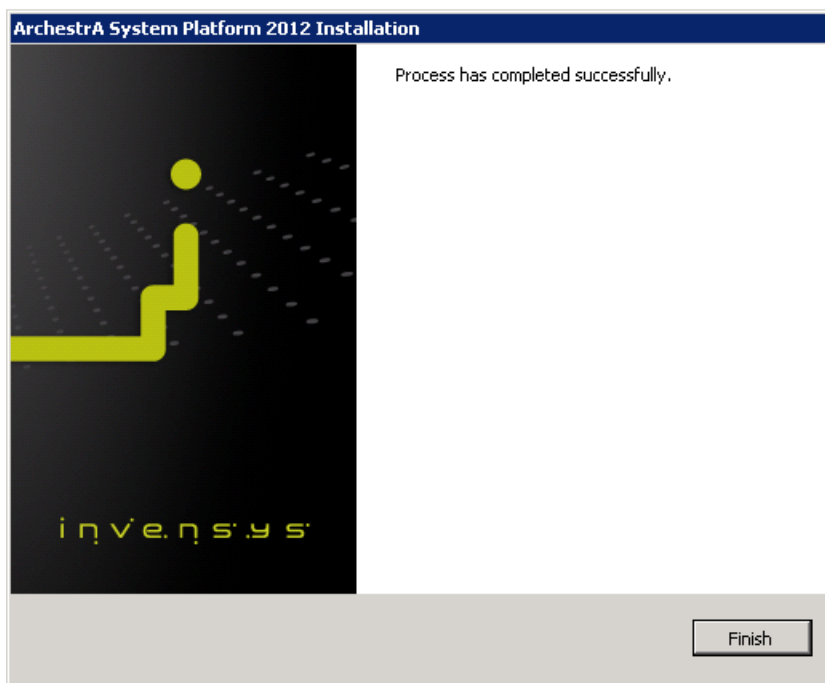 ArchestrA System Platform 2012 Installation
Process has completed successfully.
invensys
Finish